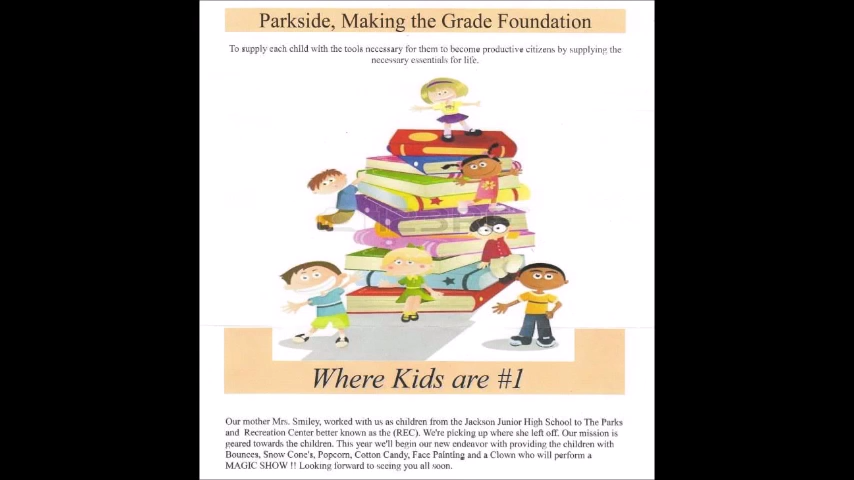 Parkside, Making the Grade Foundation
To supply each child with the tools necessary for them to become productive citizens by supplying the
necessary essentials for life.
Where Kids are #1
Our mother Mrs. Smiley, worked with us as children from the Jackson Junior High School to The Parks
and Recreation Center better known as the (REC). We're picking up where she left off. Our mission is
geared towards the children. This year we'll begin our new endeavor with providing the children with
Bounces, Snow Cone's, Popcorn, Cotton Candy, Face Painting and a Clown who will perform a
MAGIC SHOW !! Looking forward to seeing you all soon.